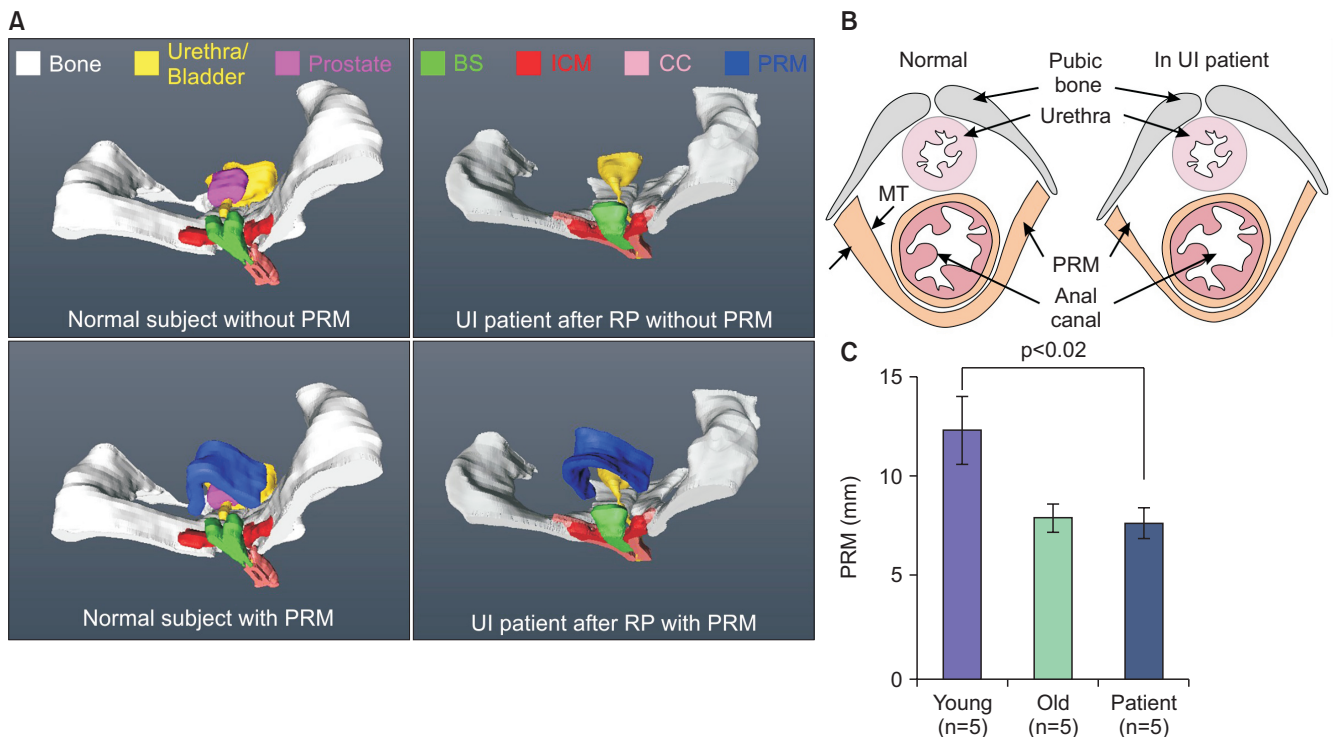 A
Bone
Urethra/
Bladder
Prostate
BS
ICM
CC
PRM
Normal subject without PRM
UI patient after RP without PRM
Normal subject with PRM
UI patient after RP with PRM
B
Normal
Pubic
bone
In UI patient
Urethra
MT
PRM
Anal
canal
C
p<0.02
PRM (mm)
15
10
5
0
Young
(n=5)
Old
(n=5)
Patient
(n=5)